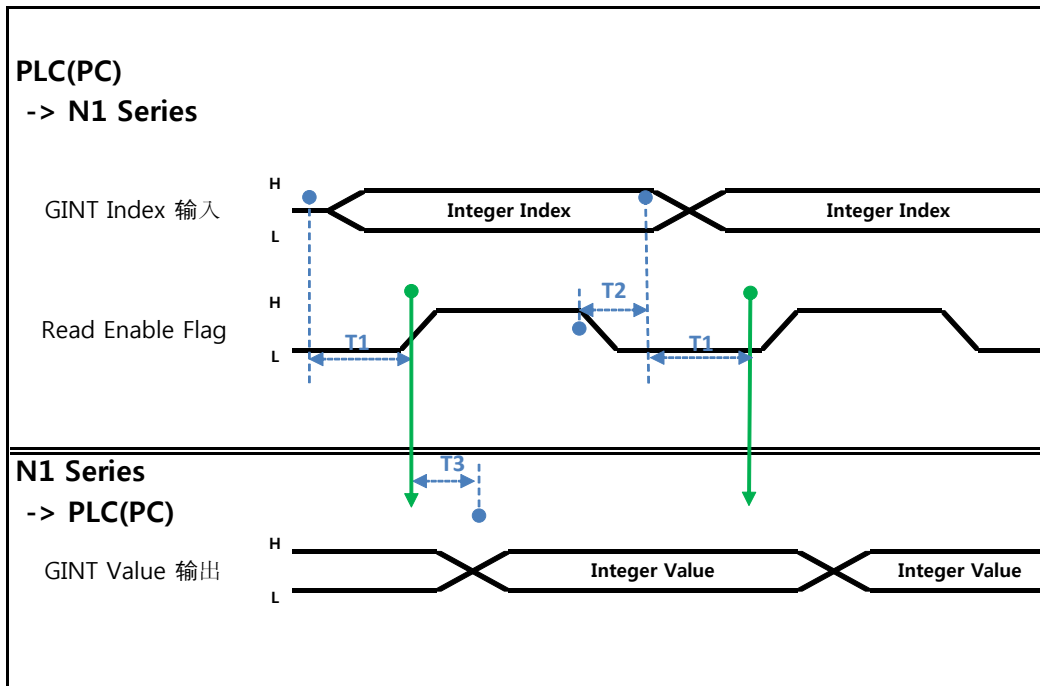 PLC(PC)
-> N1 Series
H
GINT Index 输入
Integer Index
Integer Index
L
H
T2
Read Enable Flag
T1
T1
L
N1 Series
T3
-> PLC(PC)
H
GINT Value 输出
Integer Value
Integer Value
L